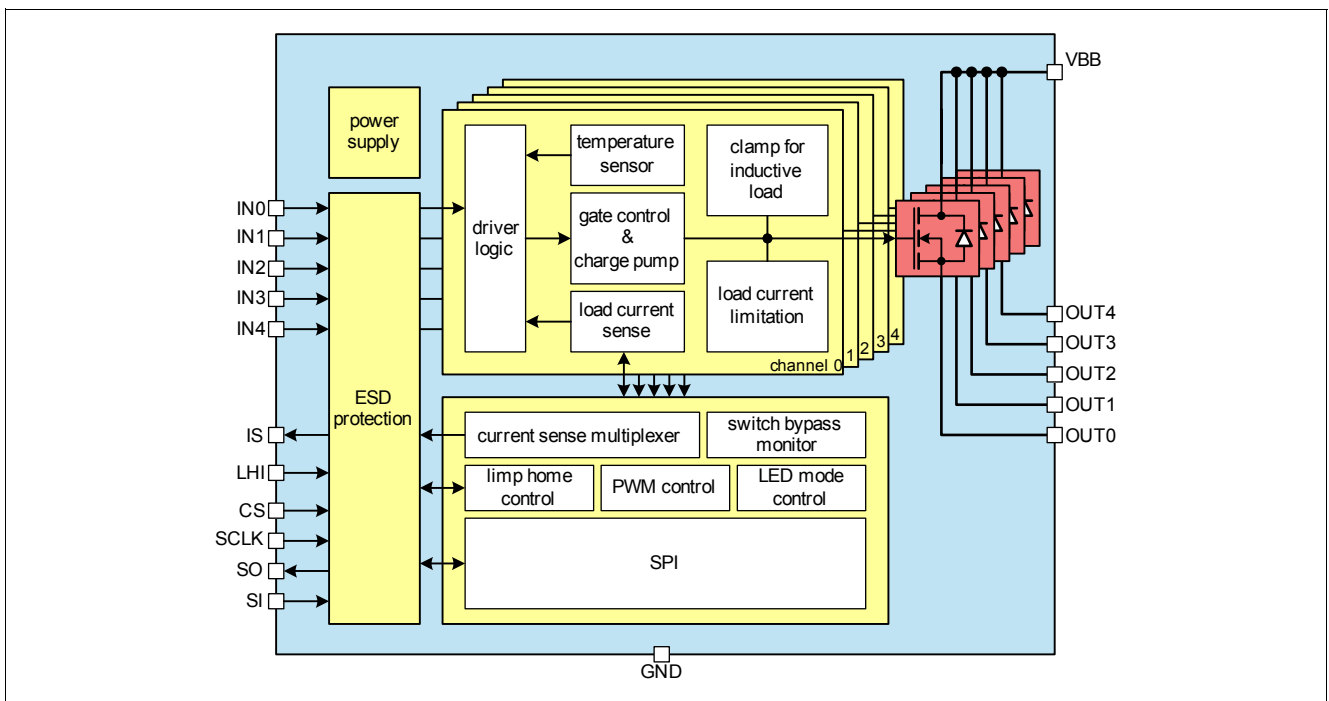 VBB
power
supply
temperature
sensor
clamp for
inductive
load
IN0
IN1
IN2
IN3
IN4
driver
logic
gate control
&
charge pump
load current
sense
load current
limitation
channel 0
1
2
3
4
OUT4
OUT3
OUT2
OUT1
OUT0
ESD
protection
IS
LHI
CS
SCLK
SO
SI
current sense multiplexer
switch bypass
monitor
limp home
control
PWM control
LED mode
control
SPI
GND